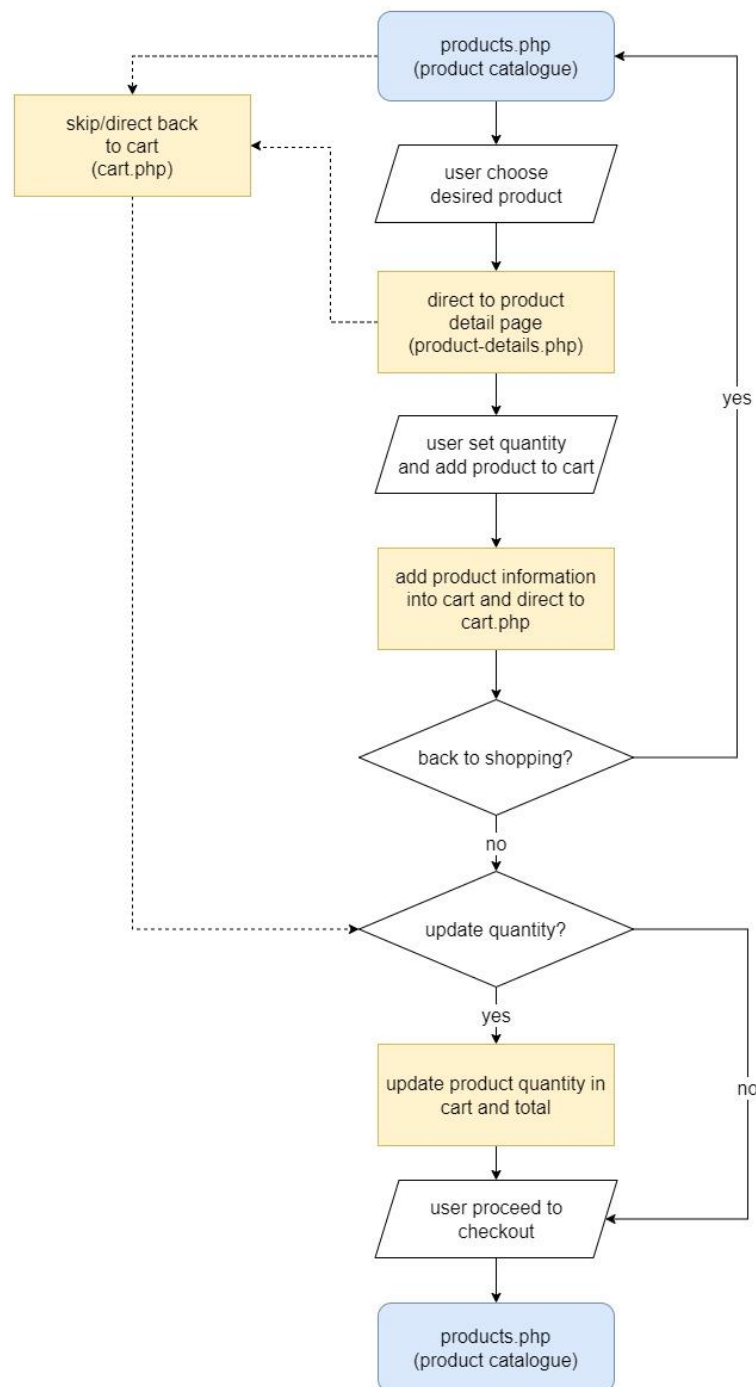 products.php
(product catalogue)
skip/direct back
to cart
(cart.php)
user choose
desired product
direct to product
detail page
(product-details.php)
yes
user set quantity
and add product to cart
add product information
into cart and direct to
cart.php
back to shopping?
no
update quantity?
yes
update product quantity in
cart and total
no
user proceed to
checkout
products.php
(product catalogue)